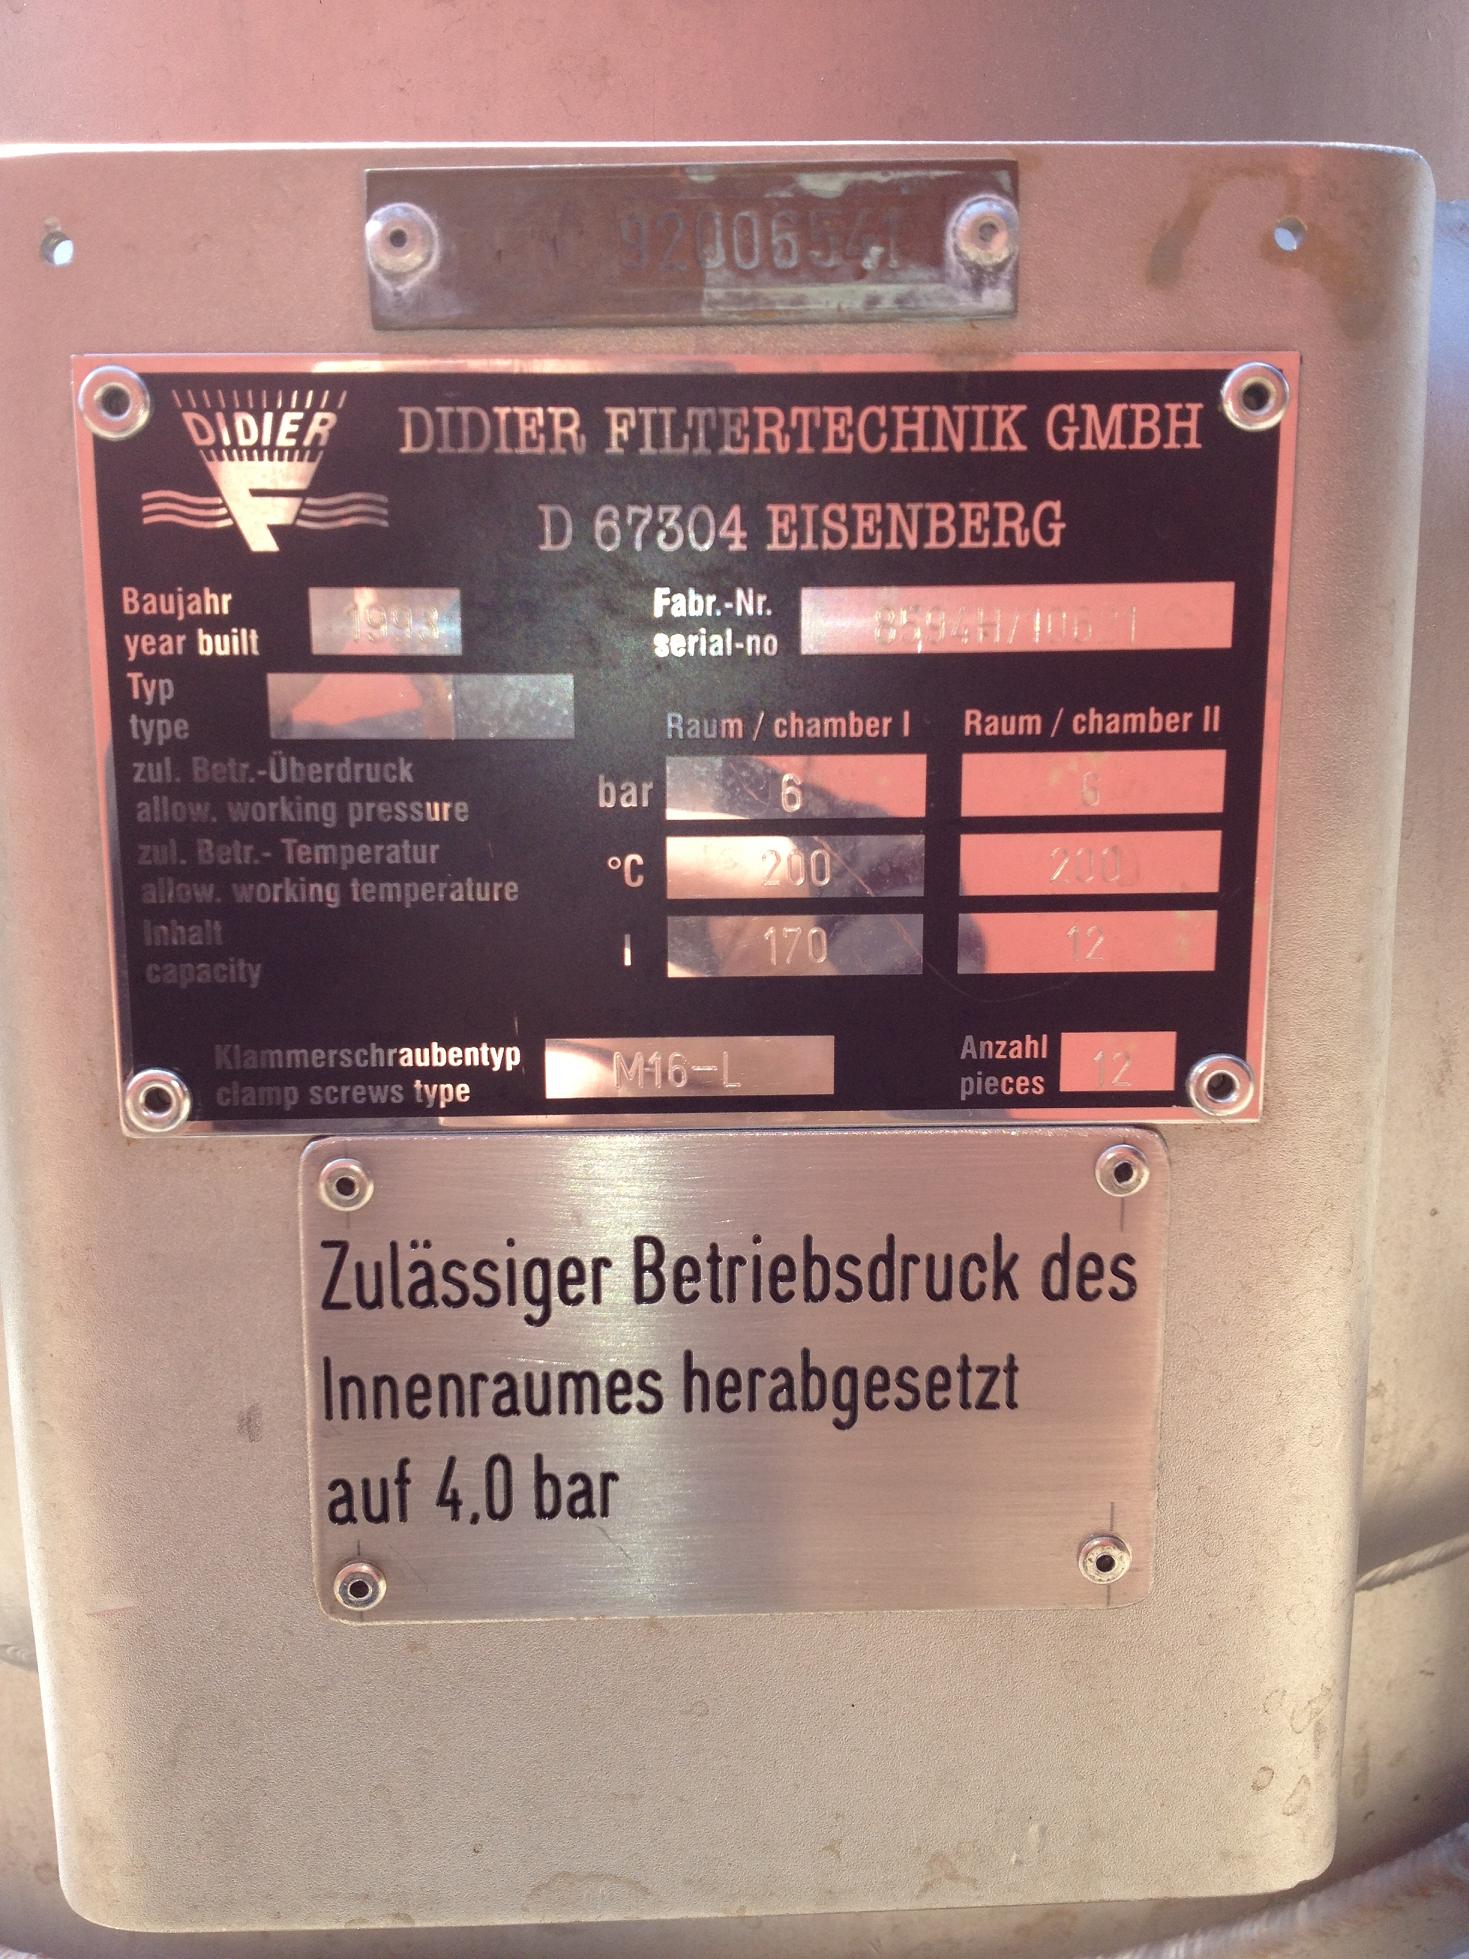 92006541
DIDIER
F
DIDIER FILTERTECHNIK GMBH
D 67304 EISENBERG
Baujahr
year built 1993
Fabr.-Nr.
serial-no
Typ
type
Raum / chamber I Raum / chamber II
zul. Betr.-Überdruck
allow. working pressure bar 6 6
zul. Betr.- Temperatur
allow. working temperature °C 200 200
Inhalt
capacity l 170 12
Klammerschraubentyp
clamp screws type M16-L
Anzahl
pieces 12
Zulässiger Betriebsdruck des
Innenraumes herabgesetzt
auf 4,0 bar